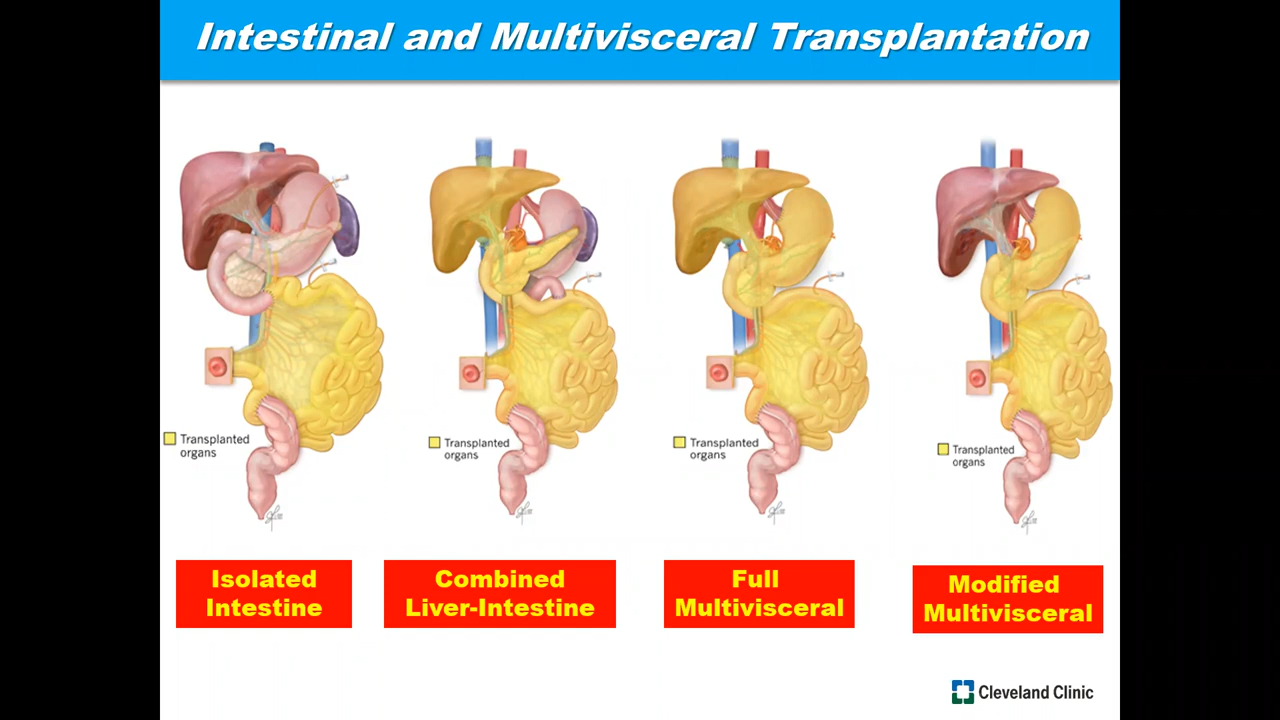 Intestinal and Multivisceral Transplantation
Transplanted
organs
Transplanted
organs
Transplanted
organs
Transplanted
organs
Isolated
Intestine
Combined
Liver-Intestine
Full
Multivisceral
Modified
Multivisceral
Cleveland Clinic